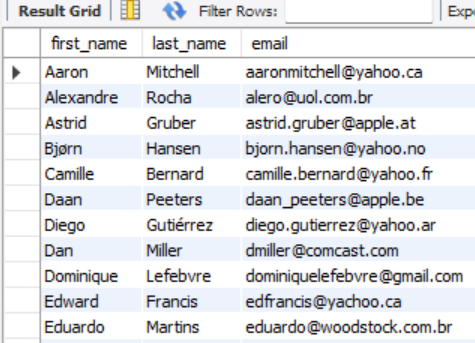 Result Grid Filter Rows: Expo
first_name last_name email
Aaron Mitchell aaronmitchell@yahoo.ca
Alexandre Rocha alero@uol.com.br
Astrid Gruber astrid.gruber@apple.at
Bjørn Hansen bjorn.hansen@yahoo.no
Camille Bernard camille.bernard@yahoo.fr
Daan Peeters daan_peeters@apple.be
Diego Gutiérrez diego.gutierrez@yahoo.ar
Dan Miller dmiller@comcast.com
Dominique Lefebvre dominiquelefebvre@gmail.com
Edward Francis edfrancis@yachoo.ca
Eduardo Martins eduardo@woodstock.com.br